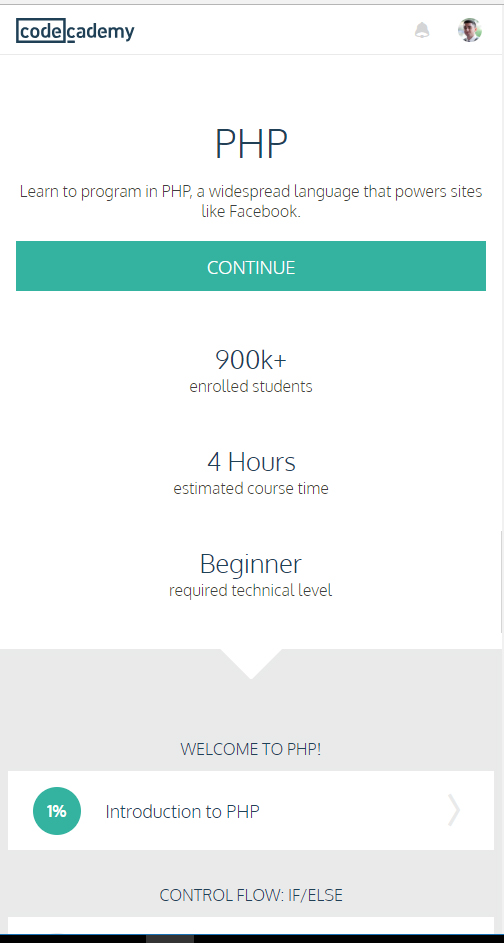 codecademy
PHP
Learn to program in PHP, a widespread language that powers sites
like Facebook.
CONTINUE
900k+
enrolled students
4 Hours
estimated course time
Beginner
required technical level
WELCOME TO PHP!
1%
Introduction to PHP
CONTROL FLOW: IF/ELSE